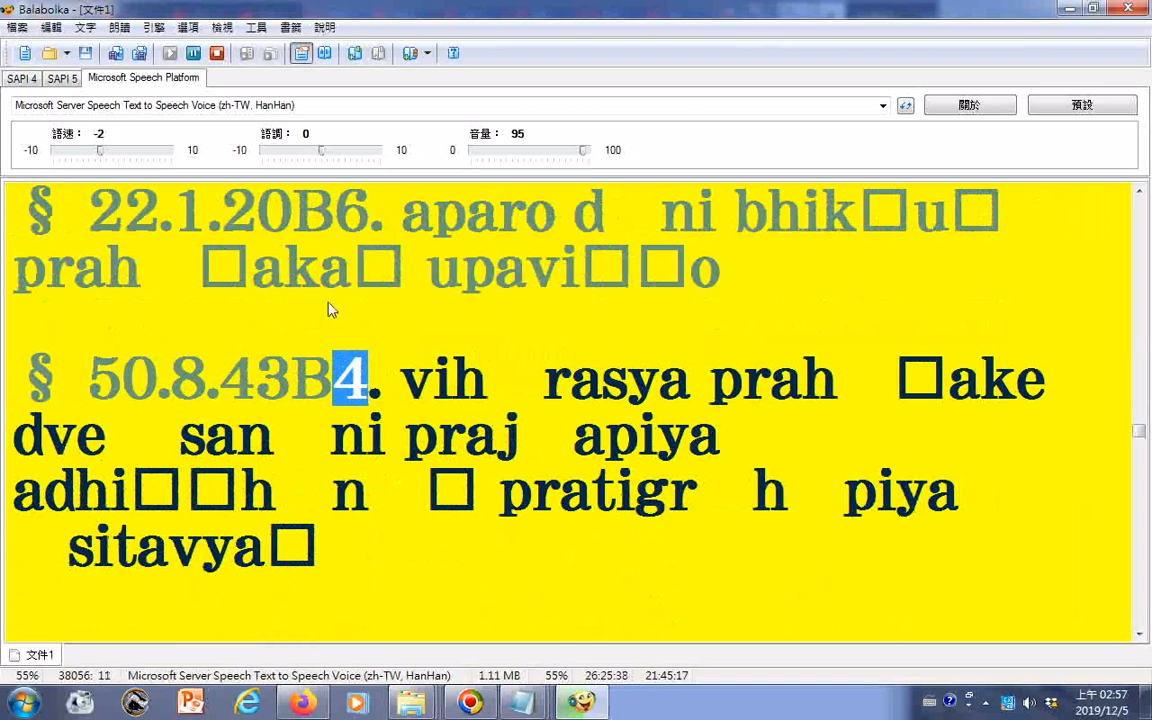 Balabolka - [文件1]
檔案 編輯 文字 朗讀 引擎 選項 檢視 工具 書籤 說明
SAPI 4 SAPI 5 Microsoft Speech Platform
Microsoft Server Speech Text to Speech Voice (zh-TW, HanHan) 關於 預設
語速： -2 語調： 0 音量： 95
-10 10 -10 10 0 100
§ 22.1.20B6. aparo d ni bhik□u□
prah □aka□ upavi□□o
§ 50.8.43B4. vih rasya prah □ake
dve san ni praj apiya
adhi□□h n □ pratigr h piya
sitavya□
文件1
55% 38056: 11 Microsoft Server Speech Text to Speech Voice (zh-TW, HanHan) 1.11 MB 55% 26:25:38 21:45:17
上午 02:57
2019/12/5